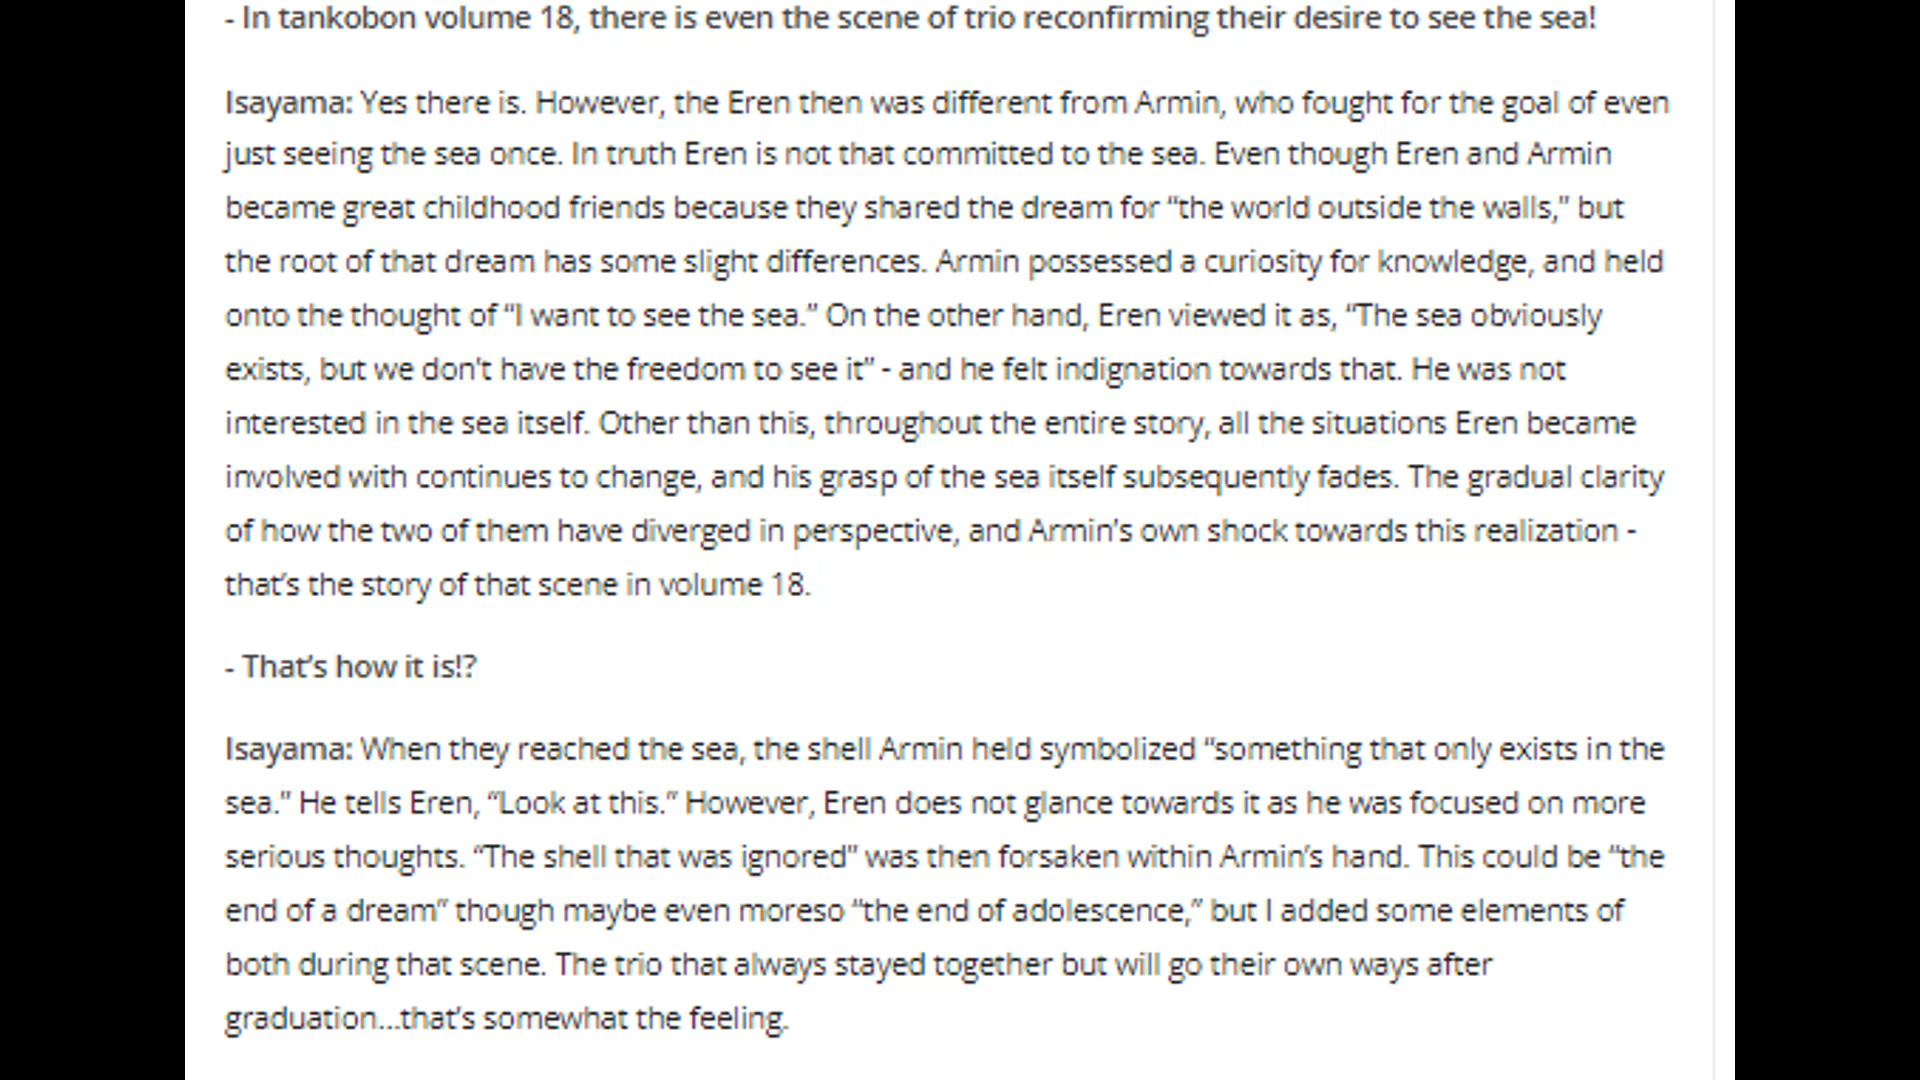 - In tankobon volume 18, there is even the scene of trio reconfirming their desire to see the sea!
Isayama: Yes there is. However, the Eren then was different from Armin, who fought for the goal of even
just seeing the sea once. In truth Eren is not that committed to the sea. Even though Eren and Armin
became great childhood friends because they shared the dream for “the world outside the walls,” but
the root of that dream has some slight differences. Armin possessed a curiosity for knowledge, and held
onto the thought of “I want to see the sea.” On the other hand, Eren viewed it as, “The sea obviously
exists, but we don’t have the freedom to see it” - and he felt indignation towards that. He was not
interested in the sea itself. Other than this, throughout the entire story, all the situations Eren became
involved with continues to change, and his grasp of the sea itself subsequently fades. The gradual clarity
of how the two of them have diverged in perspective, and Armin’s own shock towards this realization -
that’s the story of that scene in volume 18.
- That’s how it is!?
Isayama: When they reached the sea, the shell Armin held symbolized “something that only exists in the
sea.” He tells Eren, “Look at this.” However, Eren does not glance towards it as he was focused on more
serious thoughts. “The shell that was ignored” was then forsaken within Armin’s hand. This could be “the
end of a dream” though maybe even moreso “the end of adolescence,” but I added some elements of
both during that scene. The trio that always stayed together but will go their own ways after
graduation...that’s somewhat the feeling.